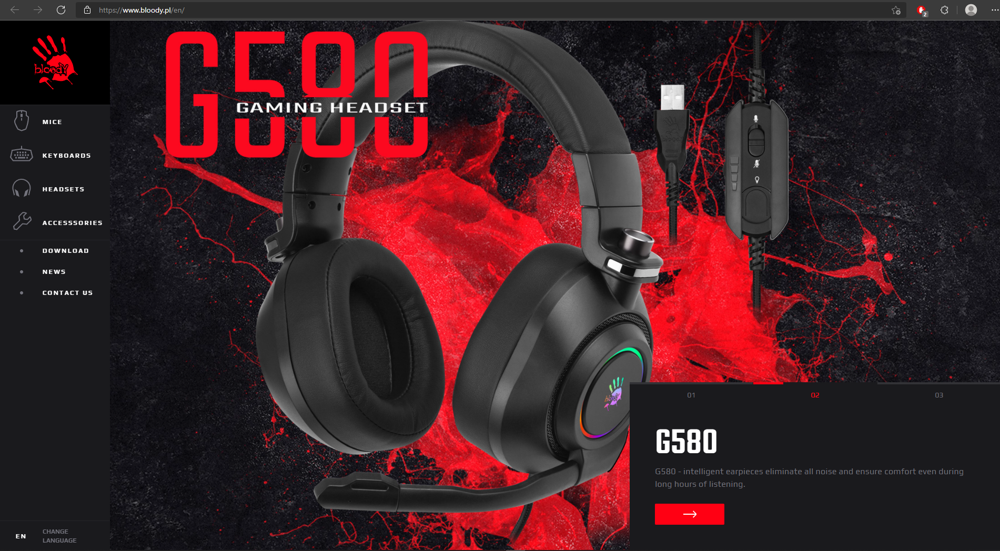 https://www.bloody.pl/en/
2
bloody
MICE
KEYBOARDS
HEADSETS
ACCESSSORIES
DOWNLOAD
NEWS
CONTACT US
EN
CHANGE
LANGUAGE
G580
GAMING HEADSET
bloody
01
02
03
G580
G580 - intelligent earpieces eliminate all noise and ensure comfort even during
long hours of listening.